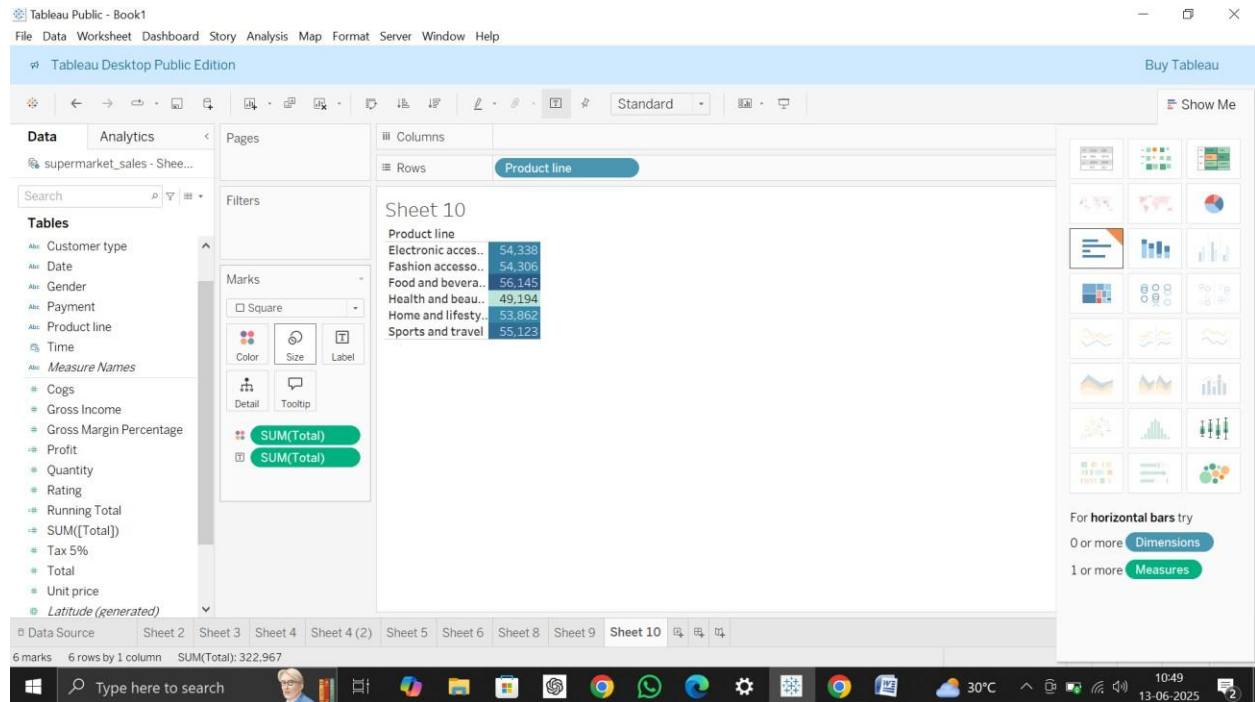 Tableau Public - Book1
File Data Worksheet Dashboard Story Analysis Map Format Server Window Help
Tableau Desktop Public Edition
Buy Tableau
Standard
Show Me
Data Analytics
supermarket_sales - Shee...
Search
Tables
Abc Customer type
Abc Date
Abc Gender
Abc Payment
Abc Product line
Time
Abc Measure Names
# Cogs
# Gross Income
# Gross Margin Percentage
=# Profit
# Quantity
# Rating
=# Running Total
=# SUM([Total])
# Tax 5%
# Total
# Unit price
Latitude (generated)
Pages
Filters
Marks
Square
Color Size Label
Detail Tooltip
SUM(Total)
SUM(Total)
Columns
Rows Product line
Sheet 10
Product line
Electronic acces.. 54,338
Fashion accesso.. 54,306
Food and bevera.. 56,145
Health and beau.. 49,194
Home and lifesty.. 53,862
Sports and travel 55,123
For horizontal bars try
0 or more Dimensions
1 or more Measures
Data Source Sheet 2 Sheet 3 Sheet 4 Sheet 4 (2) Sheet 5 Sheet 6 Sheet 8 Sheet 9 Sheet 10
6 marks 6 rows by 1 column SUM(Total): 322,967
Type here to search
30°C
10:49
13-06-2025
2